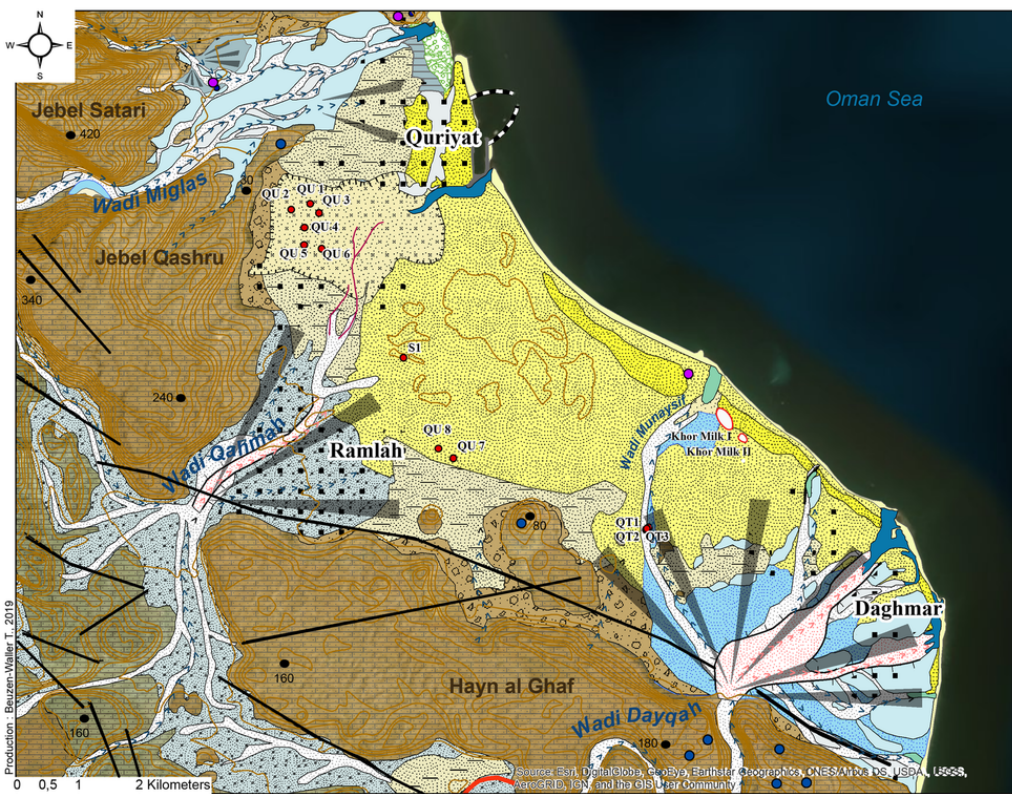 N
W E
S
Oman Sea
Jebel Satari
420
Quriyat
Wadi Miglas
80
QU 2 QU 1
QU 3
QU 4
QU 5 QU 6
Jebel Qashru
340
S1
240
Wadi Munaysif
Khor Milk I
Khor Milk II
QU 8
QU 7
Wadi Qahmah
Ramlah
80
QT1
QT2 QT3
Daghmar
160
Hayn al Ghaf
Wadi Dayqah
160
180
Production : Beuzen-Waller T., 2019
0 0,5 1 2 Kilometers
Source: Esri, DigitalGlobe, GeoEye, Earthstar Geographics, CNES/Airbus DS, USDA, USGS,
AeroGRID, IGN, and the GIS User Community